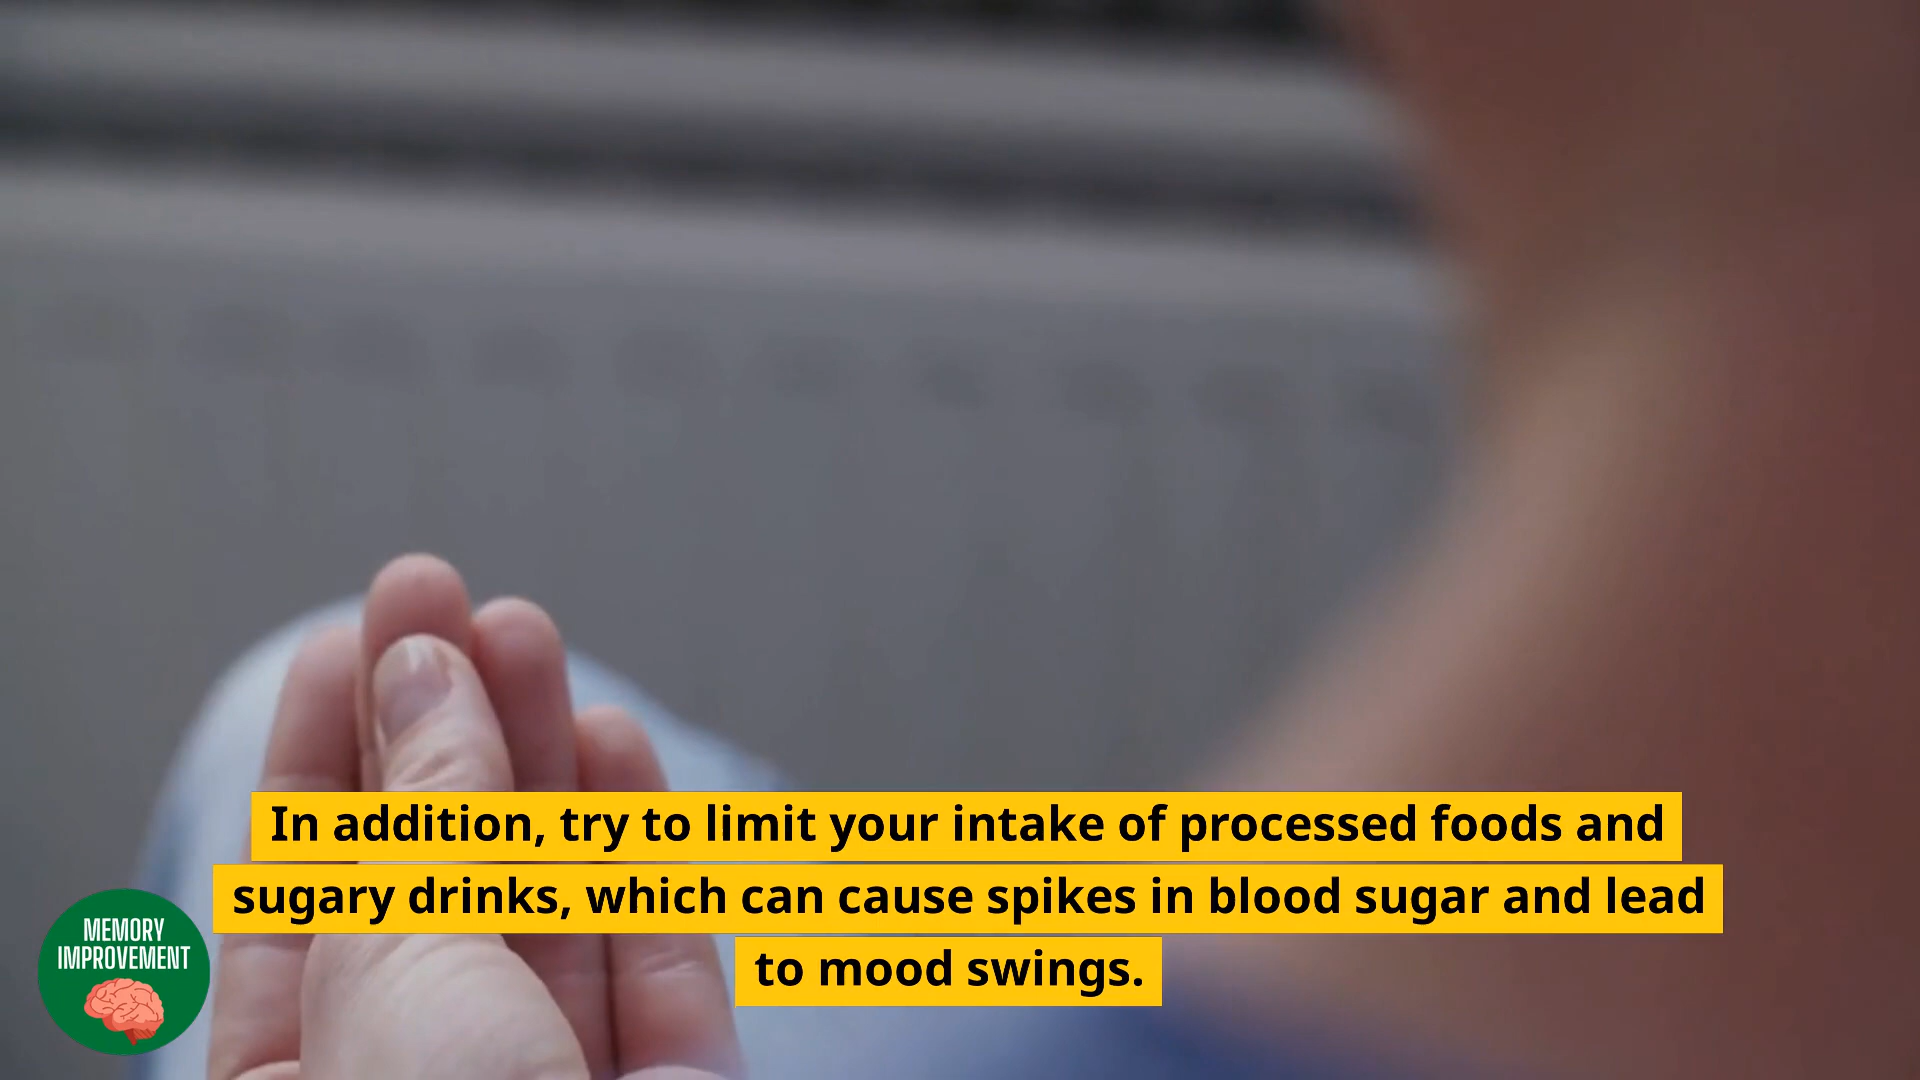 In addition, try to limit your intake of processed foods and
sugary drinks, which can cause spikes in blood sugar and lead
to mood swings.
MEMORY
IMPROVEMENT